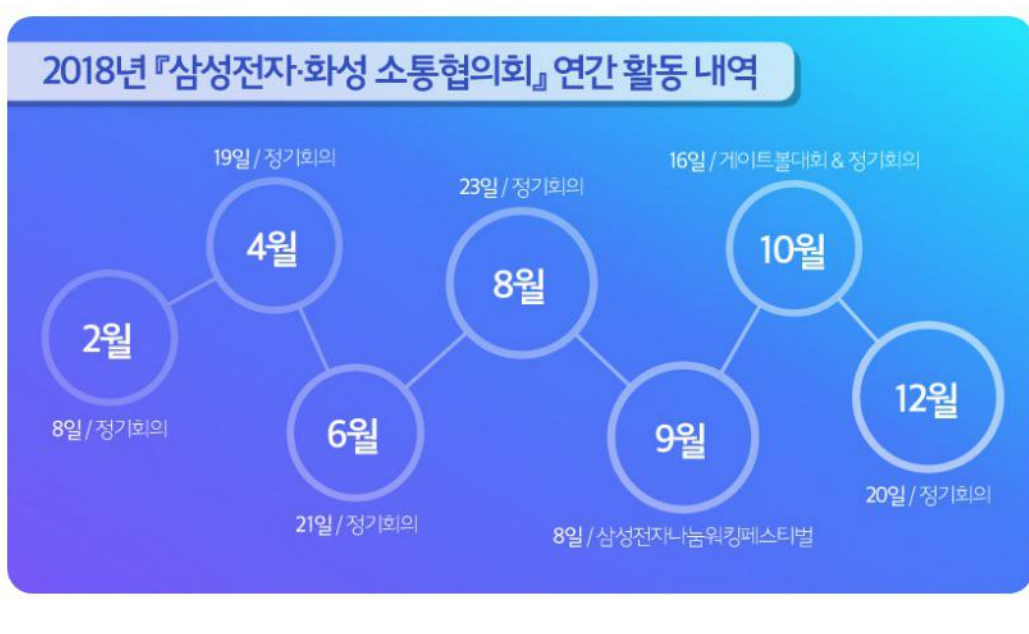 2018년 『삼성전자·화성 소통협의회』 연간 활동 내역
2월
8일 / 정기회의
19일 / 정기회의
4월
6월
21일 / 정기회의
23일 / 정기회의
8월
9월
8일 / 삼성전자나눔워킹페스티벌
16일 / 게이트볼대회 & 정기회의
10월
12월
20일 / 정기회의